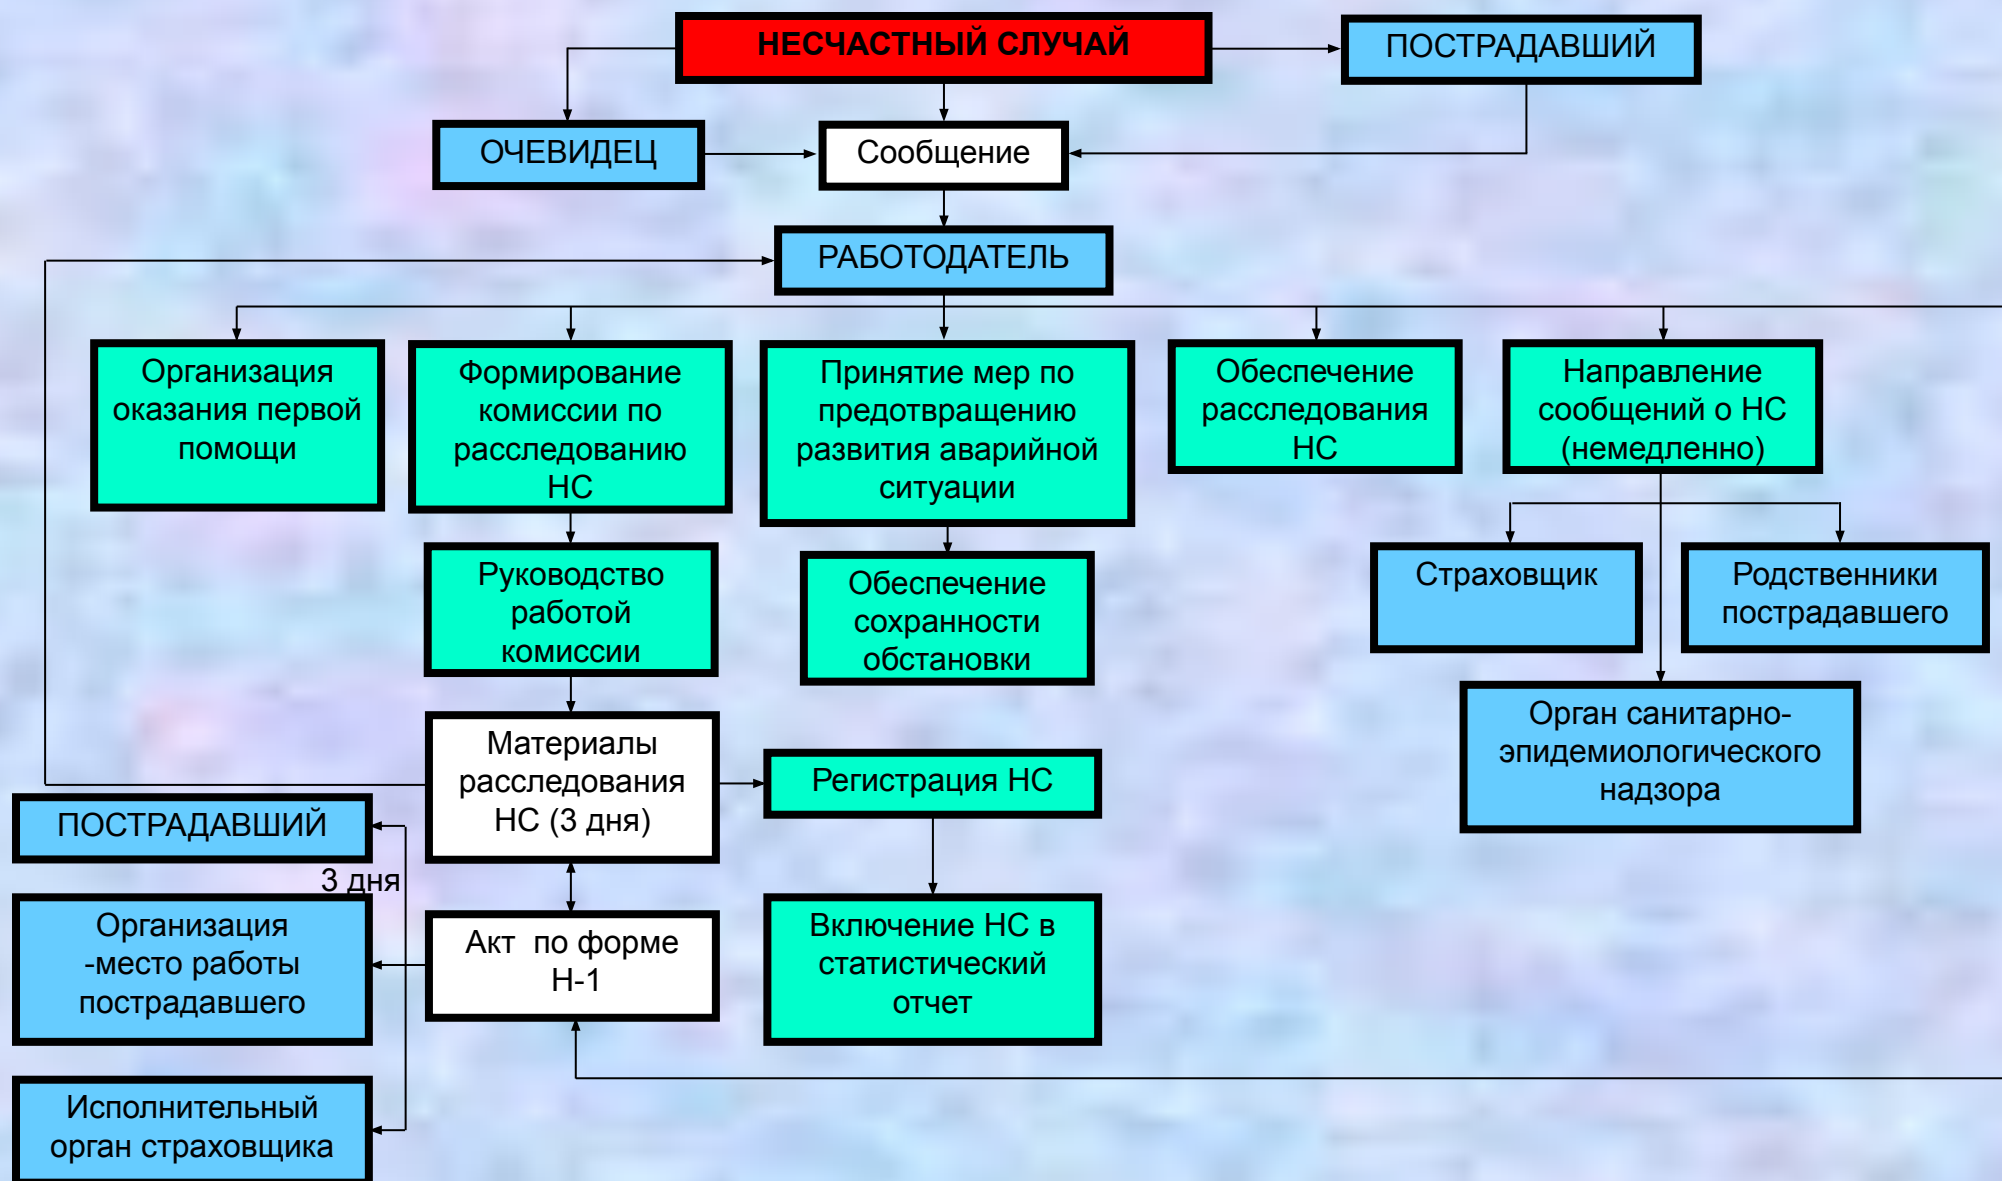 НЕСЧАСТНЫЙ СЛУЧАЙ
ПОСТРАДАВШИЙ
ОЧЕВИДЕЦ
Сообщение
РАБОТОДАТЕЛЬ
Организация
оказания первой
помощи
Формирование
комиссии по
расследованию
НС
Принятие мер по
предотвращению
развития аварийной
ситуации
Обеспечение
расследования
НС
Направление
сообщений о НС
(немедленно)
Руководство
работой
комиссии
Обеспечение
сохранности
обстановки
Страховщик
Родственники
пострадавшего
Орган санитарно-
эпидемиологического
надзора
Материалы
расследования
НС (3 дня)
Регистрация НС
ПОСТРАДАВШИЙ
3 дня
Организация
-место работы
пострадавшего
Акт  по форме
Н-1
Включение НС в
статистический
отчет
Исполнительный
орган страховщика